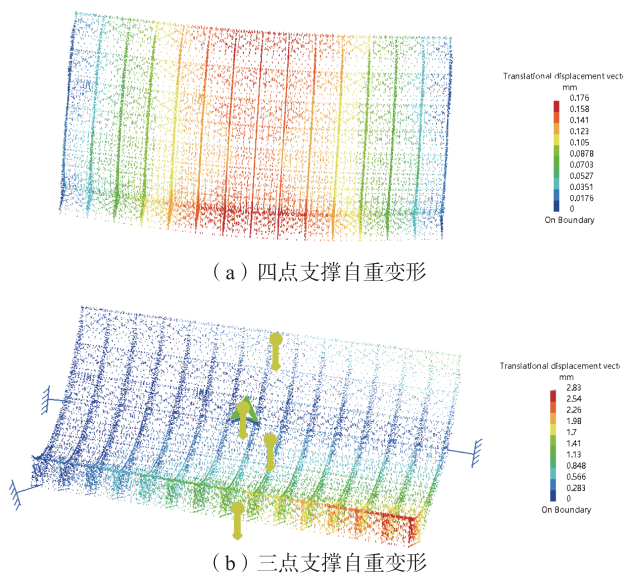 Translational displacement vecto
mm
0.176
0.158
0.141
0.123
0.105
0.0878
0.0703
0.0527
0.0351
0.0176
0
On Boundary
（a）四点支撑自重变形
Translational displacement vecto
mm
2.83
2.54
2.26
1.98
1.7
1.41
1.13
0.848
0.566
0.283
0
On Boundary
（b）三点支撑自重变形